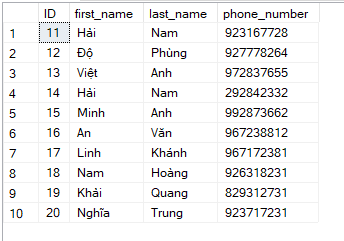 ID first_name last_name phone_number
1 11 Hải Nam 923167728
2 12 Độ Phùng 927778264
3 13 Việt Anh 972837655
4 14 Hải Nam 292842332
5 15 Minh Anh 992873662
6 16 An Văn 967238812
7 17 Linh Khánh 967172381
8 18 Nam Hoàng 926318231
9 19 Khải Quang 829312731
10 20 Nghĩa Trung 923717231